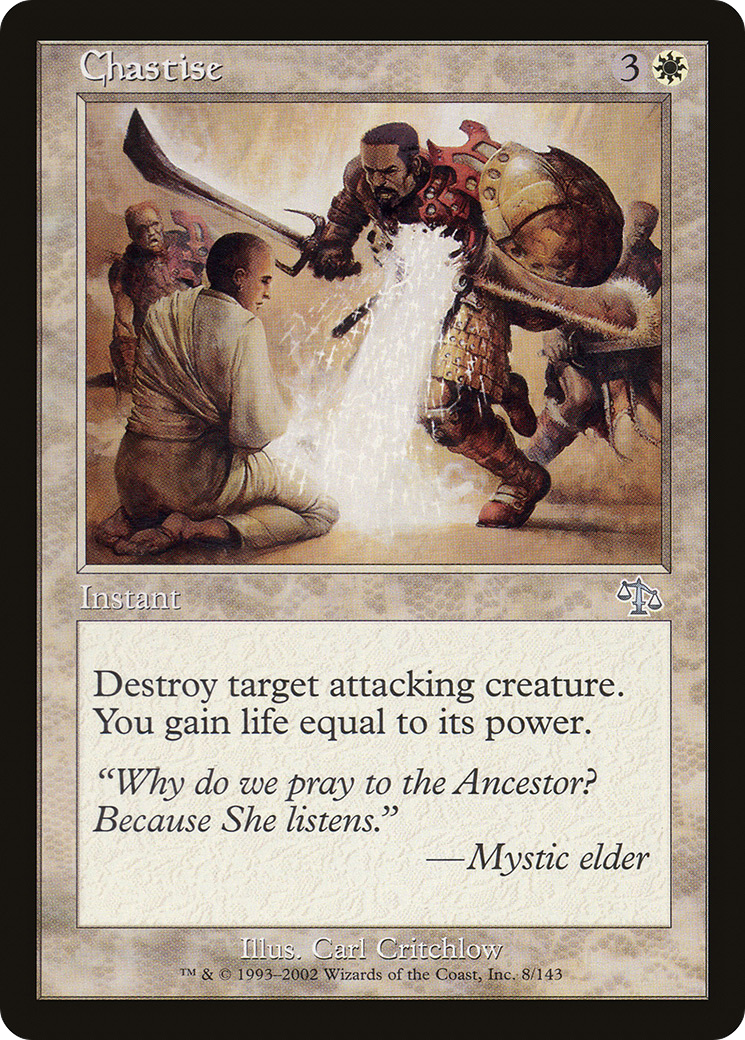 Chastise 3
Instant
Destroy target attacking creature.
You gain life equal to its power.
“Why do we pray to the Ancestor?
Because She listens.”
—Mystic elder
Illus. Carl Critchlow
™ & © 1993–2002 Wizards of the Coast, Inc. 8/143